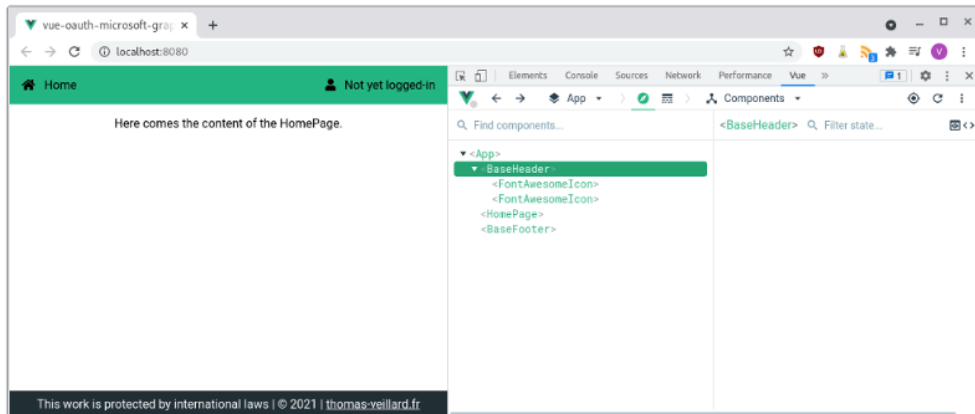 vue-oauth-microsoft-grap
localhost:8080
3
V
Home
Not yet logged-in
Here comes the content of the HomePage.
This work is protected by international laws | © 2021 | thomas-veillard.fr
Elements Console Sources Network Performance Vue » 1
App Components
Find components...
<BaseHeader> Filter state...
<App>
<BaseHeader>
<FontAwesomeIcon>
<FontAwesomeIcon>
<HomePage>
<BaseFooter>